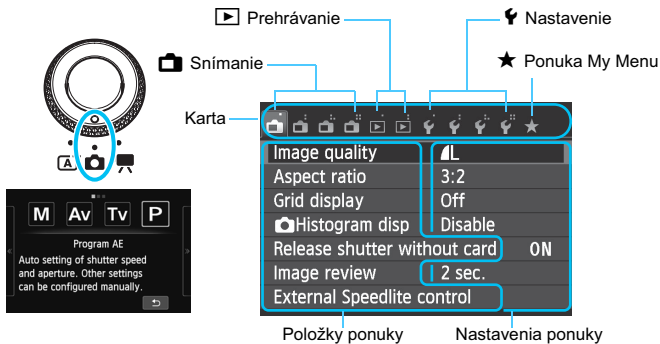 Prehrávanie
Nastavenie
Snímanie
Ponuka My Menu
Karta
A
M Av Tv P
Program AE
Auto setting of shutter speed
and aperture. Other settings
can be configured manually.
Image quality L
Aspect ratio 3:2
Grid display Off
Histogram disp Disable
Release shutter without card ON
Image review 2 sec.
External Speedlite control
Položky ponuky
Nastavenia ponuky